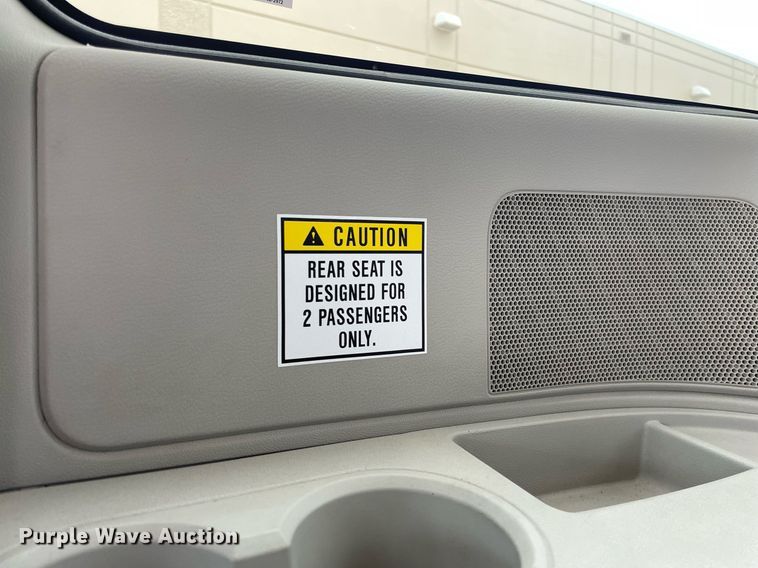 CAUTION
REAR SEAT IS
DESIGNED FOR
2 PASSENGERS
ONLY.
Purple Wave Auction